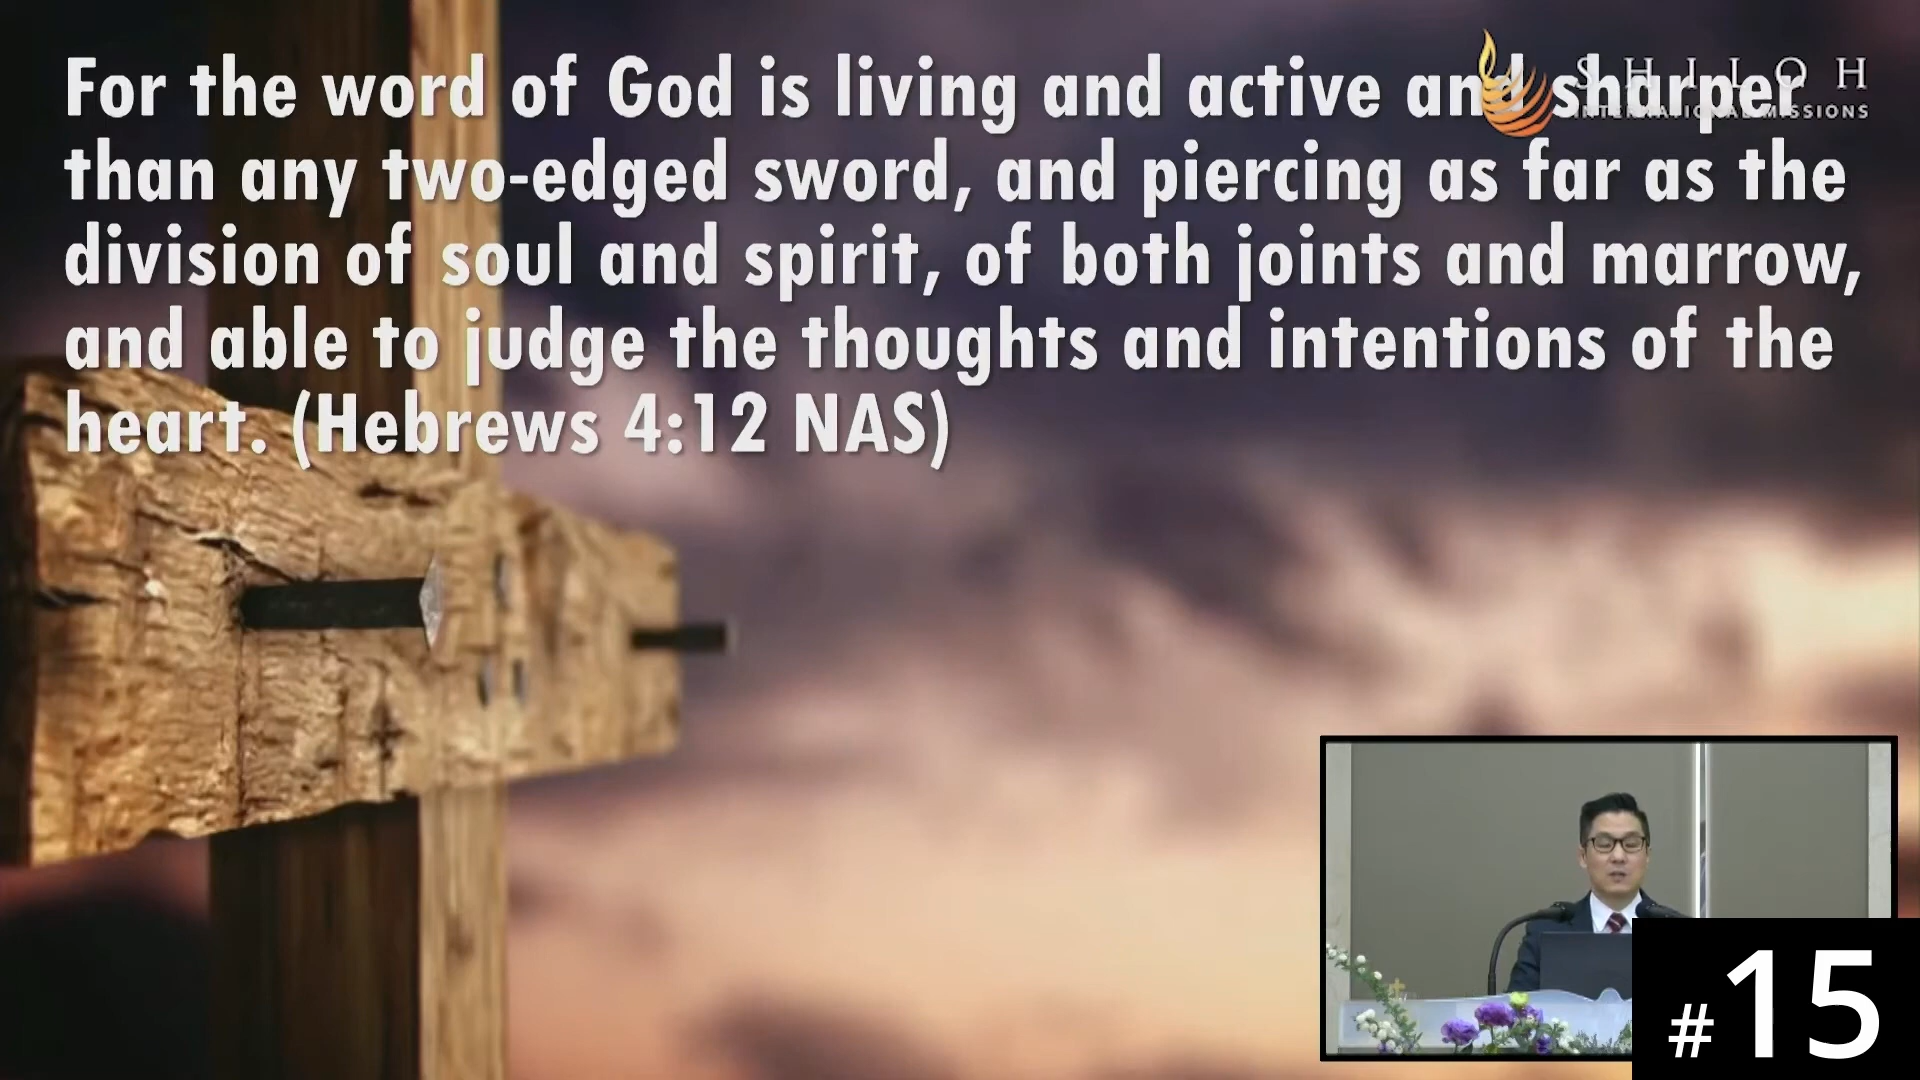 For the word of God is living and active and sharper
than any two-edged sword, and piercing as far as the
division of soul and spirit, of both joints and marrow,
and able to judge the thoughts and intentions of the
heart. (Hebrews 4:12 NAS)
SHILOH
INTERNATIONAL MISSIONS
#15